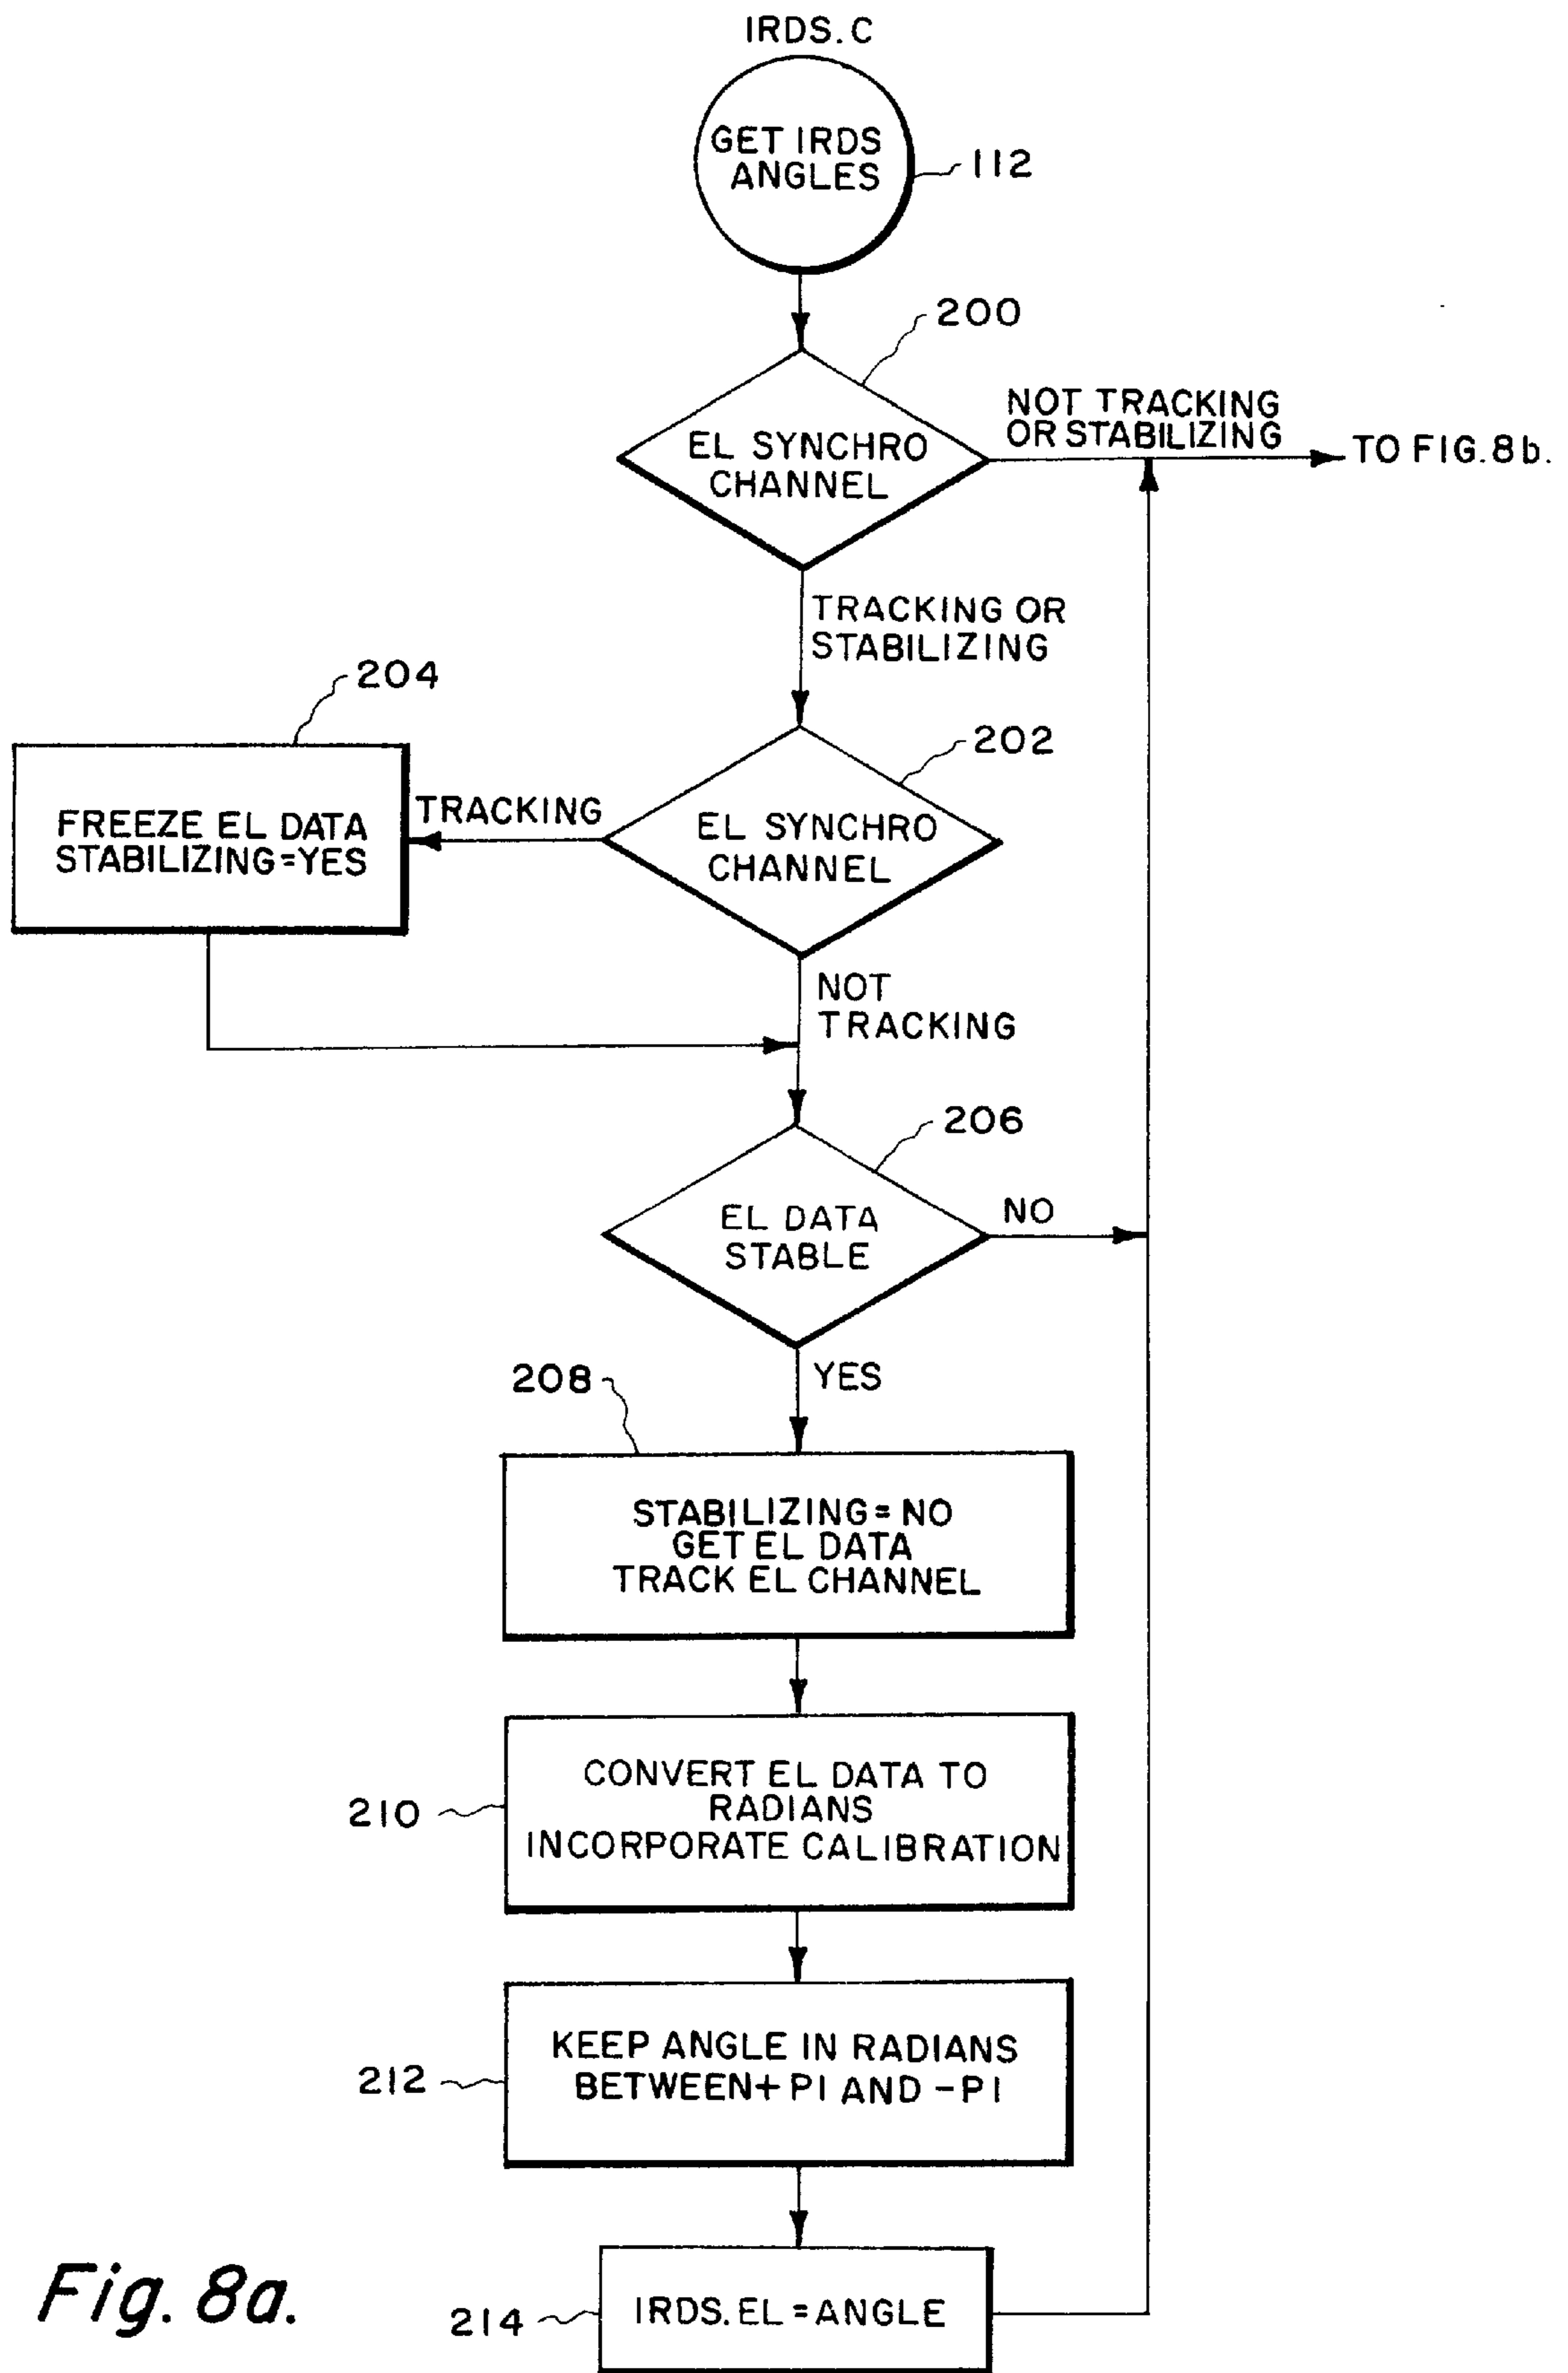 IRDS.C
GET IRDS
ANGLES
112
200
EL SYNCHRO
CHANNEL
NOT TRACKING
OR STABILIZING
TO FIG.8b.
TRACKING OR
STABILIZING
204
202
FREEZE EL DATA
STABILIZING=YES
TRACKING
EL SYNCHRO
CHANNEL
NOT
TRACKING
206
EL DATA
STABLE
NO
YES
208
STABILIZING=NO
GET EL DATA
TRACK EL CHANNEL
210
CONVERT EL DATA TO
RADIANS
INCORPORATE CALIBRATION
212
KEEP ANGLE IN RADIANS
BETWEEN+PI AND -PI
214
IRDS.EL=ANGLE
Fig. 8a.